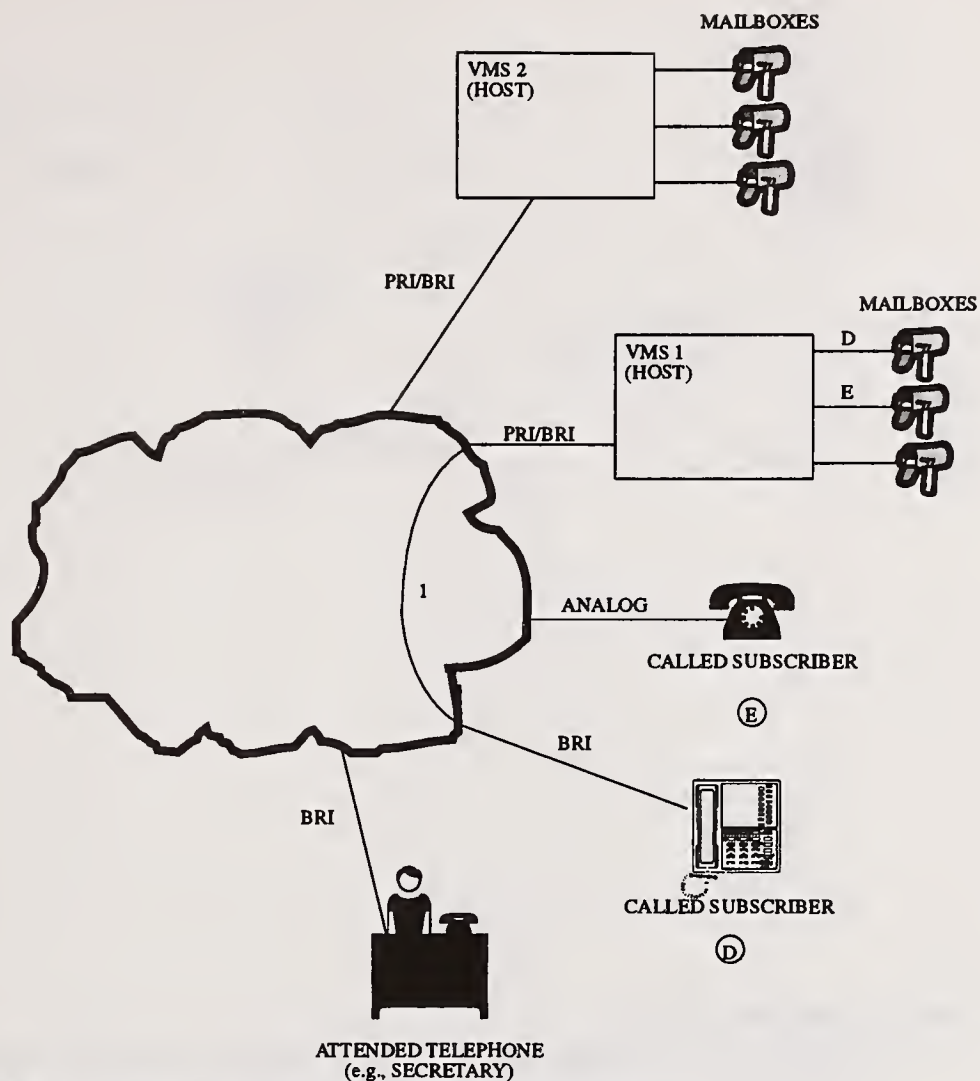 MAILBOXES
VMS 2
(HOST)
PRI/BRI
MAILBOXES
VMS 1
(HOST)
D
E
PRI/BRI
1
ANALOG
CALLED SUBSCRIBER
E
BRI
CALLED SUBSCRIBER
D
BRI
ATTENDED TELEPHONE
(e.g., SECRETARY)